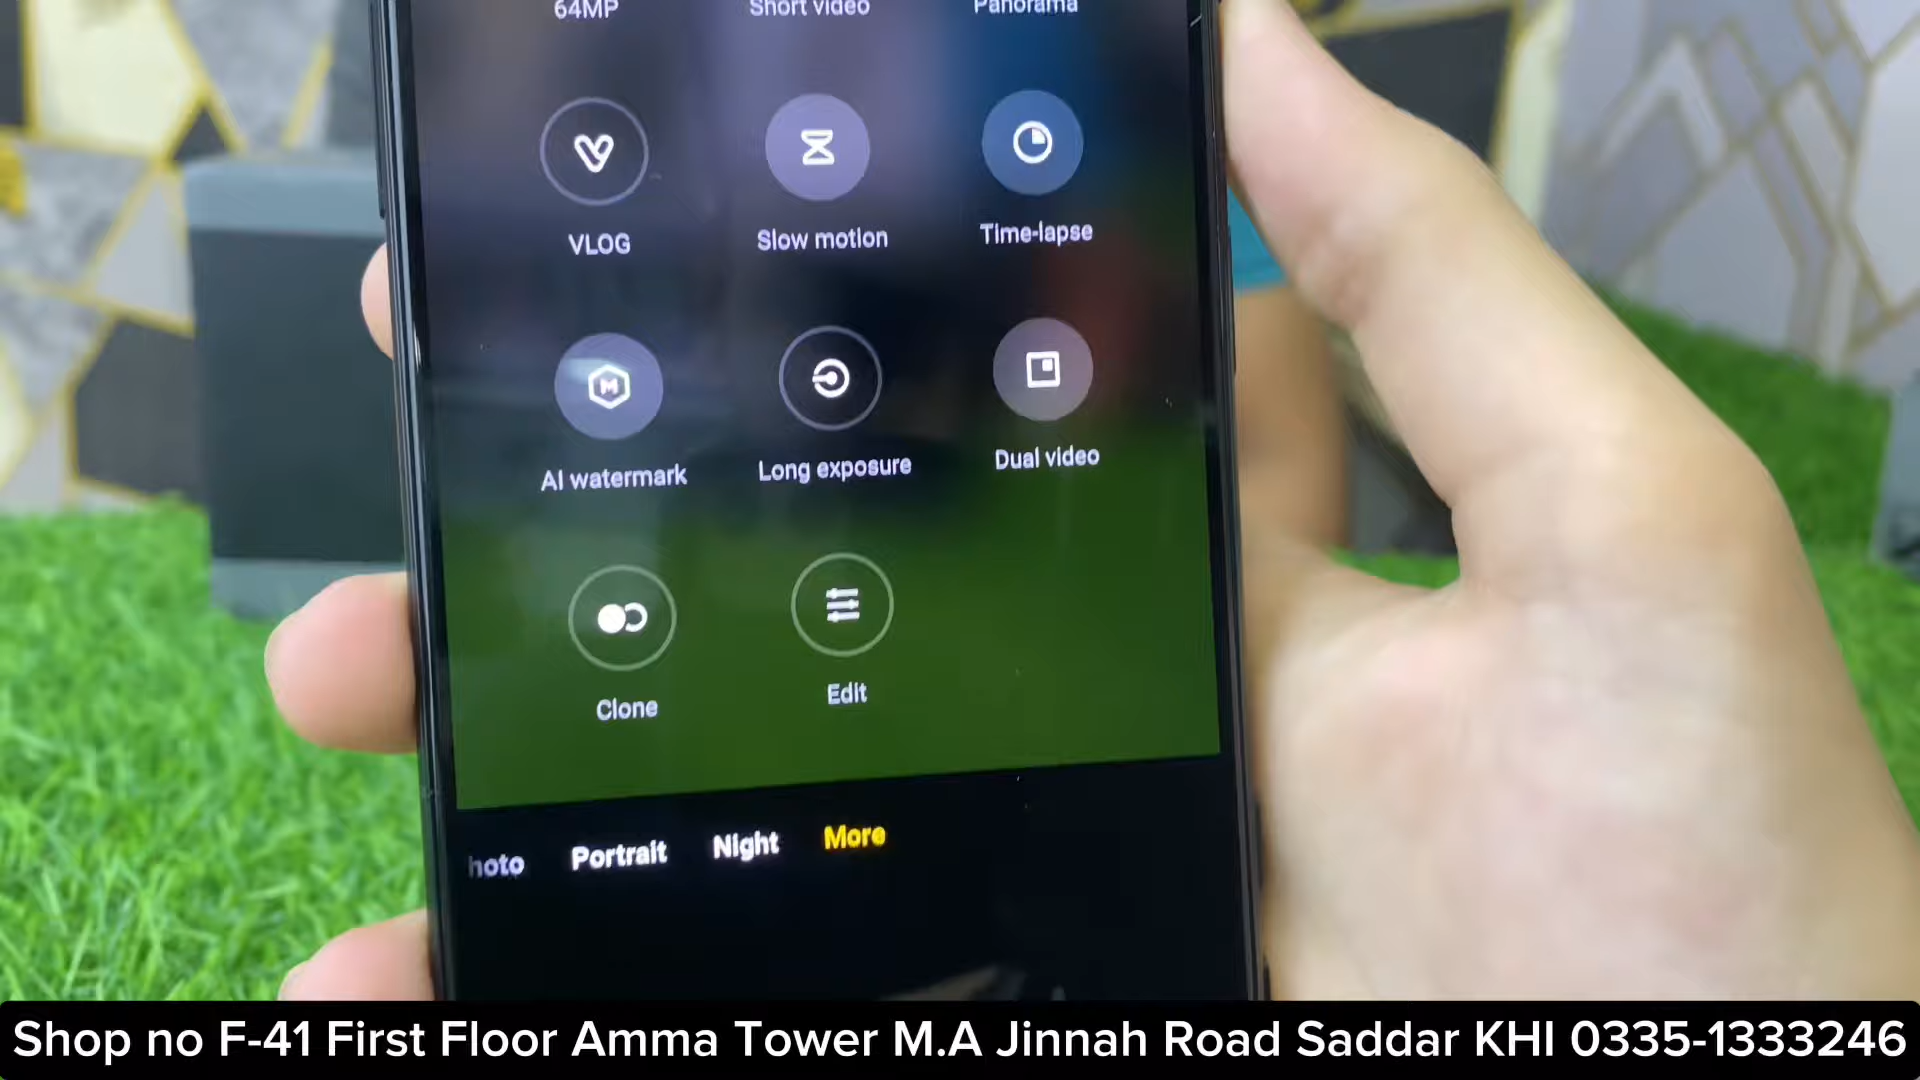 64MP Short video Panorama
VLOG Slow motion Time-lapse
AI watermark Long exposure Dual video
Clone Edit
hoto Portrait Night More
Shop no F-41 First Floor Amma Tower M.A Jinnah Road Saddar KHI 0335-1333246